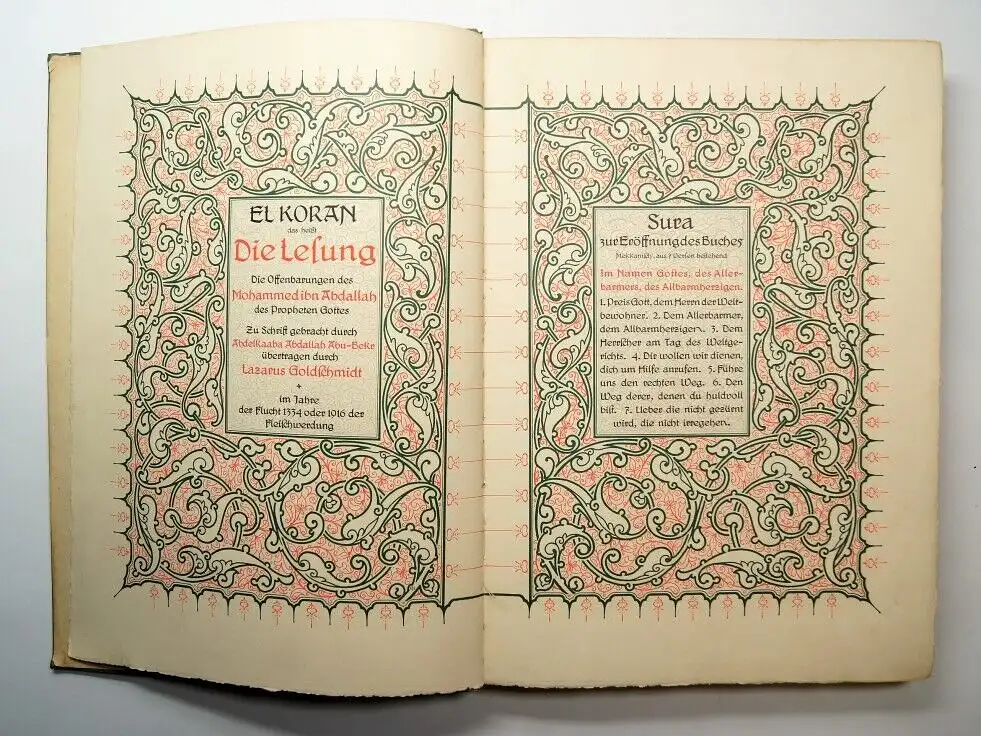 EL KORAN
das heißt
Die Lesung
Die Offenbarungen des
Mohammed ibn Abdallah
des Propheten Gottes
Zu Schrift gebracht durch
Abdelkaaba Abdallah Abu-Bekr
übertragen durch
Lazarus Goldschmidt
im Jahre
der Flucht 1334 oder 1916 der
Fleischwerdung
Sura
zur Eröffnung des Buches
Mekkanisch, aus 7 Versen bestehend
Im Namen Gottes, des Aller-
barmers, des Allbarmherzigen.
1. Preis Gott, dem Herrn der Welt-
bewohner. 2. Dem Allerbarmer,
dem Allbarmherzigen. 3. Dem
Herrscher am Tag des Weltge-
richts. 4. Dir wollen wir dienen,
dich um Hilfe anrufen. 5. Führe
uns den rechten Weg. 6. Den
Weg derer, denen du huldvoll
bist. 7. Ueber die nicht gezürnt
wird, die nicht irregehen.